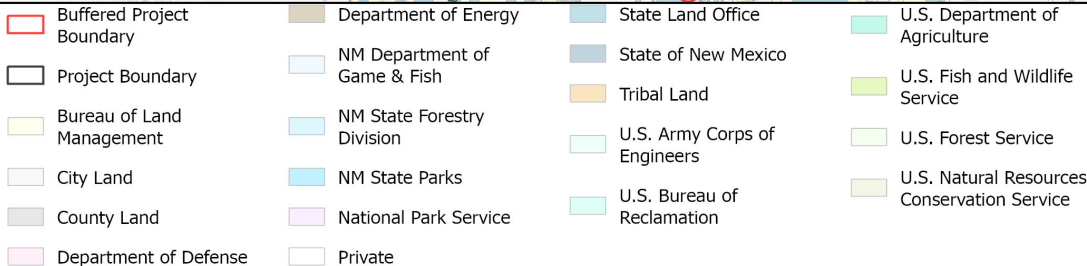 Buffered Project
Boundary
Project Boundary
Bureau of Land
Management
City Land
County Land
Department of Defense
Department of Energy
NM Department of
Game & Fish
NM State Forestry
Division
NM State Parks
National Park Service
Private
State Land Office
State of New Mexico
Tribal Land
U.S. Army Corps of
Engineers
U.S. Bureau of
Reclamation
U.S. Department of
Agriculture
U.S. Fish and Wildlife
Service
U.S. Forest Service
U.S. Natural Resources
Conservation Service